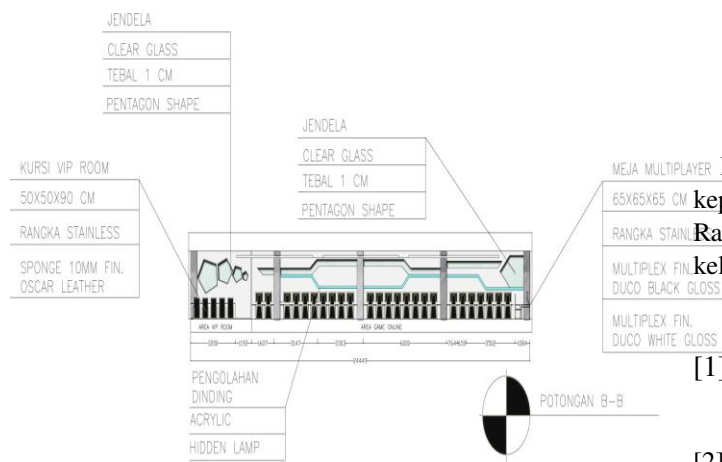 JENDELA
CLEAR GLASS
TEBAL 1 CM
PENTAGON SHAPE
JENDELA
CLEAR GLASS
TEBAL 1 CM
PENTAGON SHAPE
KURSI VIP ROOM
50X50X90 CM
RANGKA STAINLESS
SPONGE 10MM FIN.
OSCAR LEATHER
MEJA MULTIPLAYER
65X65X65 CM
RANGKA STAINLESS
MULTIPLEX FIN.
DUCO BLACK GLOSS
MULTIPLEX FIN.
DUCO WHITE GLOSS
kep
Ra
kel
[1]
[2]
AREA VIP ROOM
AREA GAME ONLINE
24449
PENGOLAHAN
DINDING
ACRYLIC
HIDDEN LAMP
POTONGAN B-B